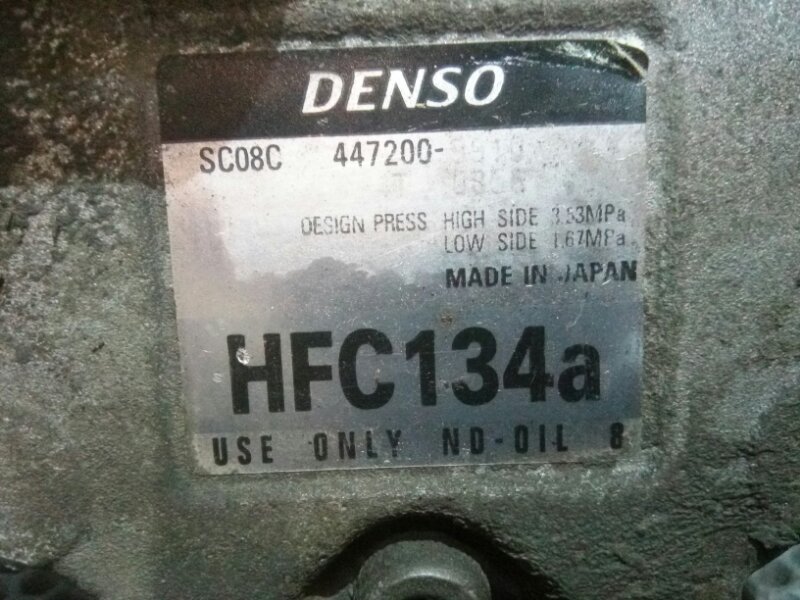 DENSO
SC08C 447200-
DESIGN PRESS HIGH SIDE 3.53MPa
LOW SIDE 1.67MPa
MADE IN JAPAN
HFC134a
USE ONLY ND-OIL 8